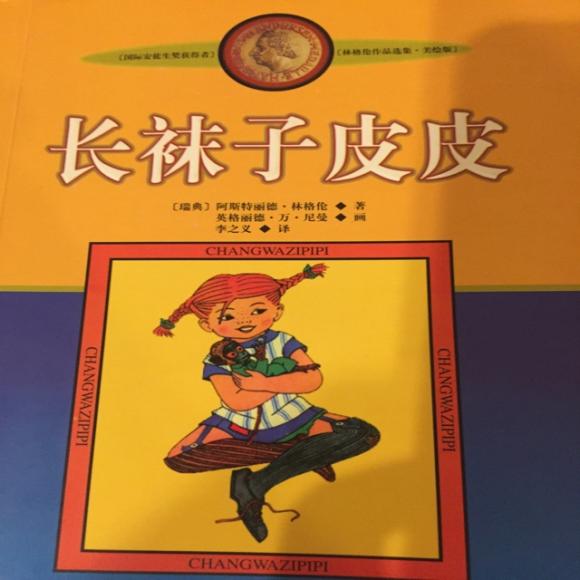 〔国际安徒生奖获得者〕
〔林格伦作品选集·美绘版〕
长袜子皮皮
〔瑞典〕阿斯特丽德·林格伦◆著
英格丽德·万·尼曼◆画
李之义◆译
CHANGWAZIPIPI
CHANGWAZIPIPI
CHANGWAZIPIPI
CHANGWAZIPIPI